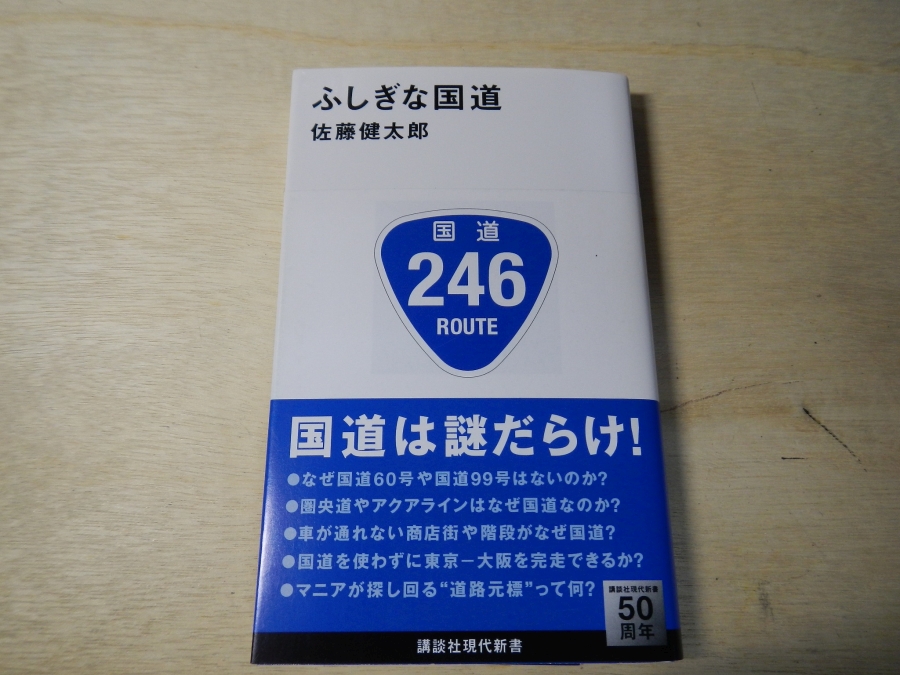 ふしぎな国道
佐藤健太郎
国道
246
ROUTE
国道は謎だらけ!
●なぜ国道60号や国道99号はないのか?
●圏央道やアクアラインはなぜ国道なのか?
●車が通れない商店街や階段がなぜ国道?
●国道を使わずに東京－大阪を完走できるか?
●マニアが探し回る“道路元標”って何?
講談社現代新書
50
周年
講談社現代新書